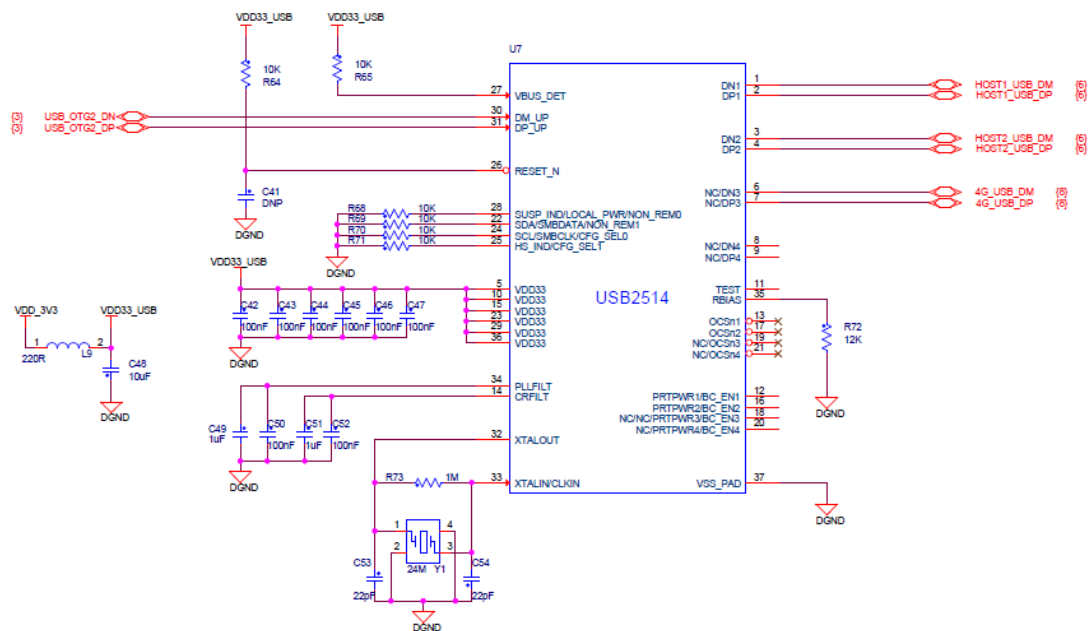 VDD33_USB VDD33_USB
U7
10K
R64
10K
R65
27 VBUS_DET
DN1 1 HOST1_USB_DM {6}
DP1 2 HOST1_USB_DP {6}
{3} USB_OTG2_DN 30 DM_UP
{3} USB_OTG2_DP 31 DP_UP
DN2 3 HOST2_USB_DM {6}
DP2 4 HOST2_USB_DP {6}
26 RESET_N
C41
DNP
DGND
NC/DN3 6 4G_USB_DM {8}
NC/DP3 7 4G_USB_DP {8}
R68 10K 28 SUSP_IND/LOCAL_PWR/NON_REM0
R69 10K 22 SDA/SMBDATA/NON_REM1
R70 10K 24 SCL/SMBCLK/CFG_SEL0
R71 10K 25 HS_IND/CFG_SEL1
DGND
NC/DN4 8
NC/DP4 9
VDD33_USB
5 VDD33
10 VDD33
15 VDD33
23 VDD33
29 VDD33
36 VDD33
USB2514
TEST 11
RBIAS 35
C42 C43 C44 C45 C46 C47
100nF 100nF 100nF 100nF 100nF 100nF
DGND
OCSn1 13
OCSn2 17
NC/OCSn3 19
NC/OCSn4 21
R72
12K
DGND
VDD_3V3 VDD33_USB
1 2
220R L9
C48
10uF
DGND
34 PLLFILT
14 CRFILT
PRTPWR1/BC_EN1 12
PRTPWR2/BC_EN2 16
NC/NC/PRTPWR3/BC_EN3 18
NC/PRTPWR4/BC_EN4 20
C49 C50 C51 C52
1uF 100nF 1uF 100nF
DGND
32 XTALOUT
R73 1M 33 XTALIN/CLKIN
VSS_PAD 37
DGND
1 4
2 3
24M Y1
C53 C54
22pF 22pF
DGND